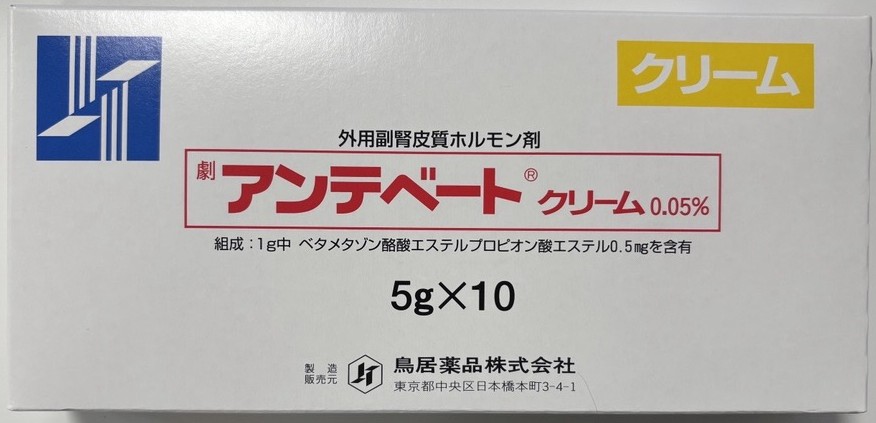 クリーム
外用副腎皮質ホルモン剤
劇 アンテベート® クリーム 0.05%
組成:1g中 ベタメタゾン酪酸エステルプロピオン酸エステル0.5mgを含有
5g×10
製造販売元 鳥居薬品株式会社
東京都中央区日本橋本町3-4-1